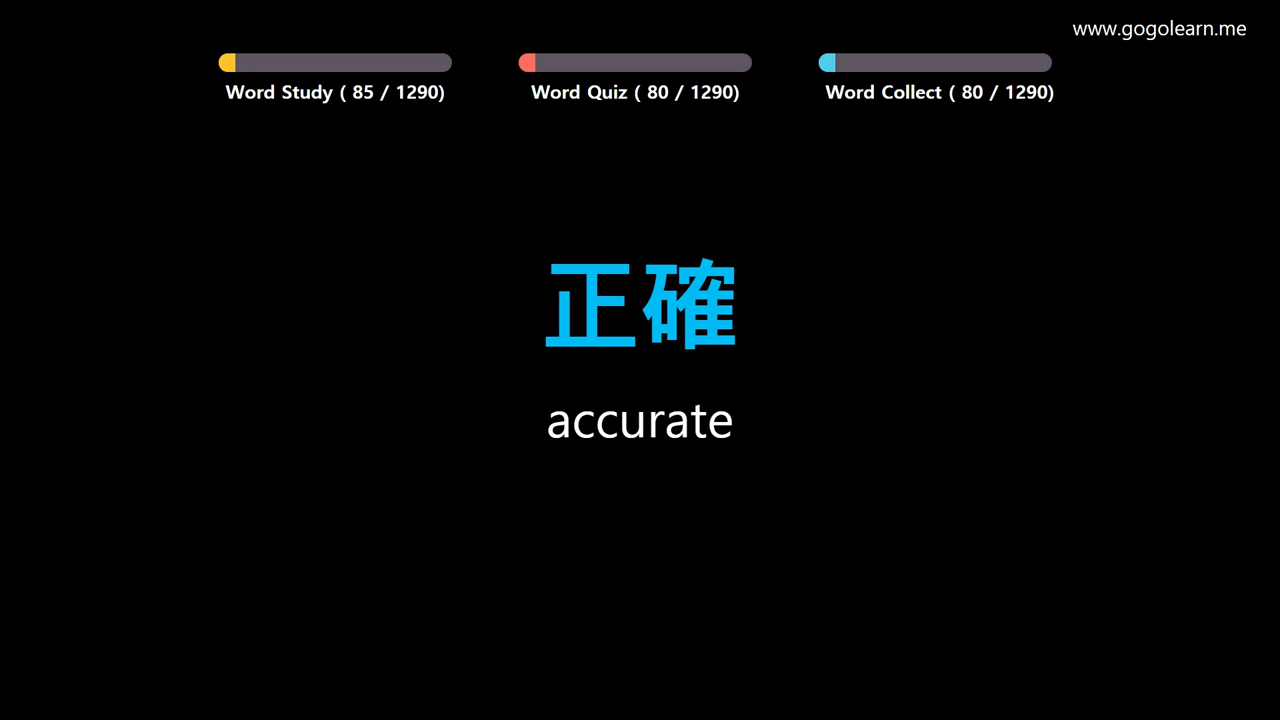 www.gogolearn.me
Word Study ( 85 / 1290)
Word Quiz ( 80 / 1290)
Word Collect ( 80 / 1290)
正確
accurate